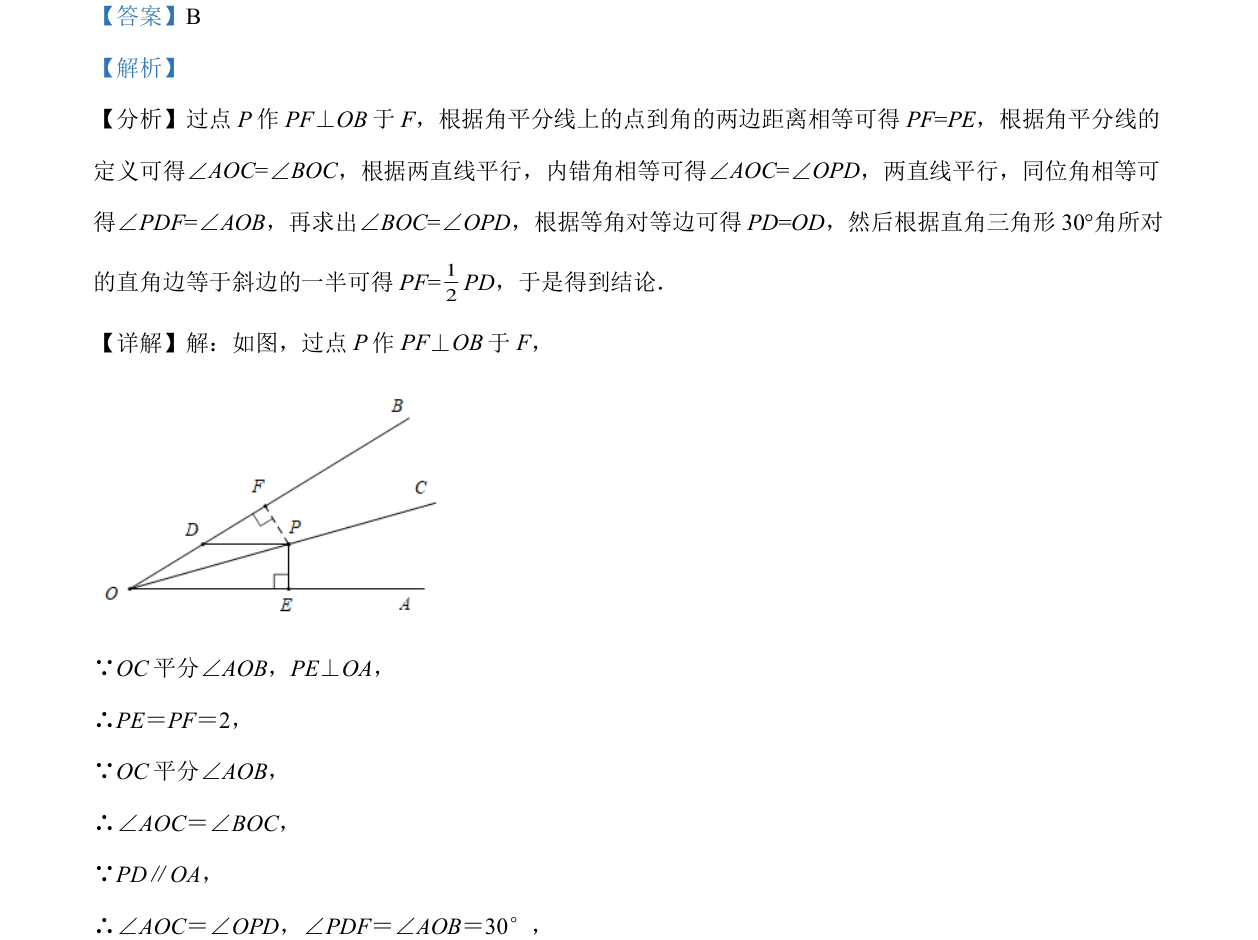 【答案】B
【解析】
【分析】过点 P 作 PF⊥OB 于 F，根据角平分线上的点到角的两边距离相等可得 PF=PE，根据角平分线的
定义可得∠AOC=∠BOC，根据两直线平行，内错角相等可得∠AOC=∠OPD，两直线平行，同位角相等可
得∠PDF=∠AOB，再求出∠BOC=∠OPD，根据等角对等边可得 PD=OD，然后根据直角三角形 30°角所对
的直角边等于斜边的一半可得 PF=1/2 PD，于是得到结论．
【详解】解：如图，过点 P 作 PF⊥OB 于 F，
B
F
C
D
P
O
E
A
∵OC 平分∠AOB，PE⊥OA，
∴PE＝PF＝2，
∵OC 平分∠AOB，
∴∠AOC＝∠BOC，
∵PD∥OA，
∴∠AOC＝∠OPD，∠PDF＝∠AOB＝30°，